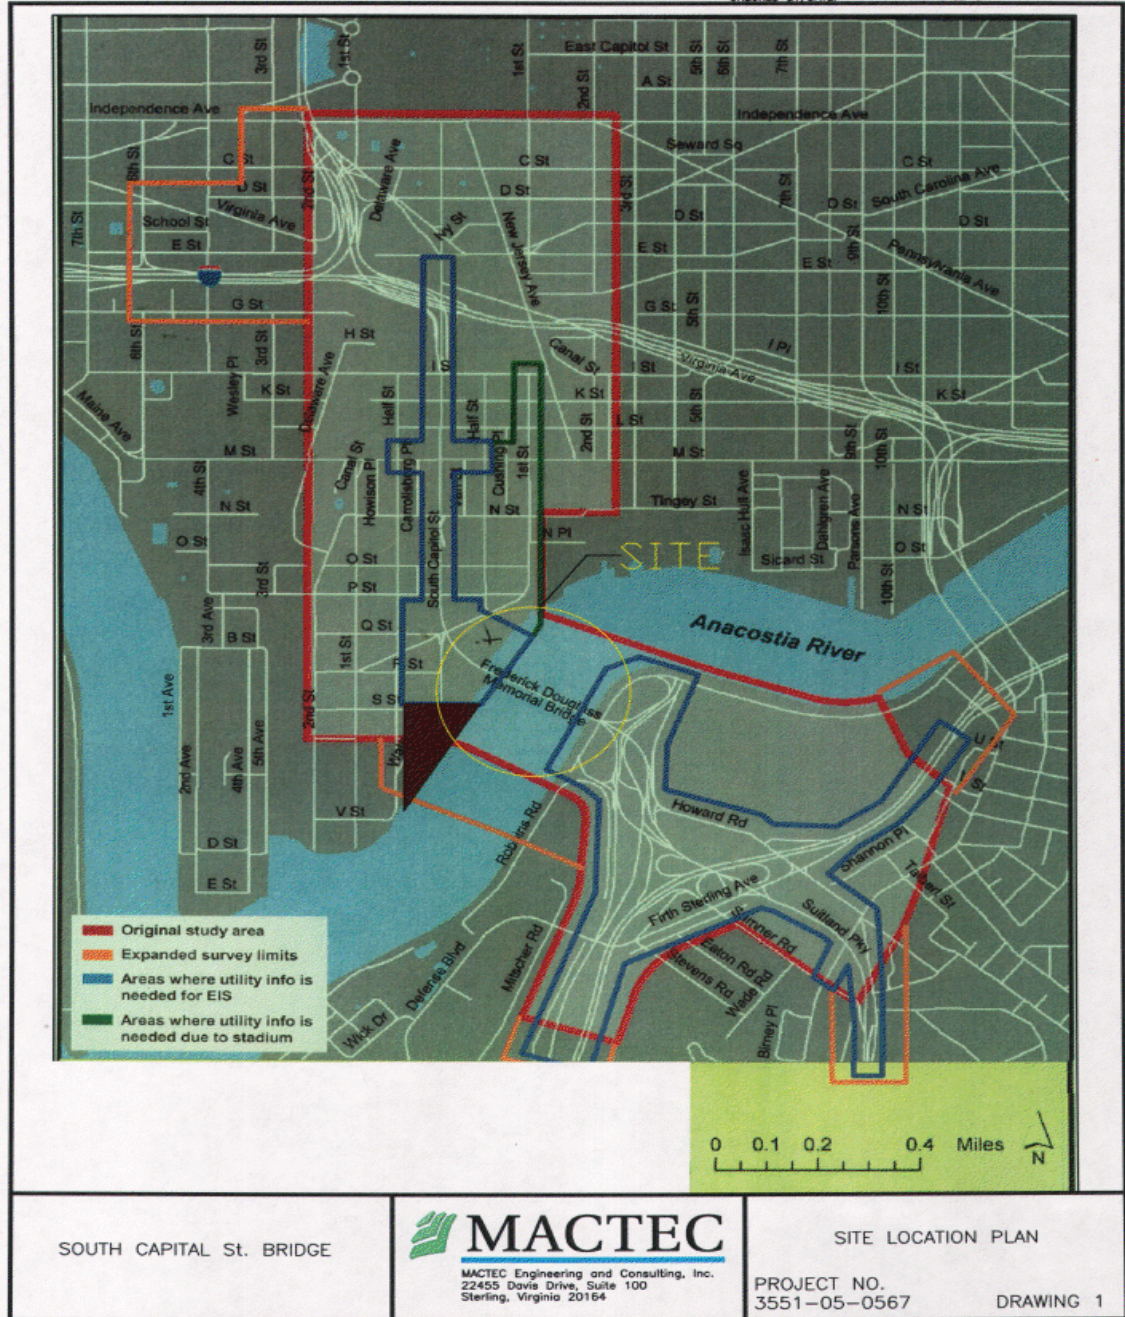 East Capitol St
3rd St
1st St
1st St
2nd St
5th St
6th St
7th St
A St
Independence Ave
Independence Ave
Seward Sq
6th St
C St
C St
C St
Delaware Ave
D St
D St
2nd St
3rd St
7th St
D St
South Carolina Ave
7th St
School St
Virginia Ave
Ivy St
New Jersey Ave
D St
D St
E St
E St
E St
9th St
Pennsylvania Ave
G St
G St
5th St
10th St
6th St
3rd St
H St
Canal St
I St
I Pl
Virginia Ave
I St
Wesley Pl
K St
Delaware Ave
Half St
Half St
K St
K St
Maine Ave
L St
5th St
2nd St
M St
M St
9th St
10th St
4th St
Canal St
Howison Pl
Carrollsburg Pl
Cushing Pl
1st St
N St
N St
Tingey St
Isaac Hull Ave
Dahlgren Ave
Parsons Ave
N St
O St
N Pl
SITE
O St
O St
Sicard St
3rd St
P St
South Capitol St
10th St
3rd Ave
B St
Q St
Anacostia River
1st St
Frederick Douglass
Memorial Bridge
1st Ave
2nd St
2nd Ave
4th Ave
5th Ave
U St
V St
Howard Rd
Robbins Rd
D St
E St
Shannon Pl
Talbert St
Firth Sterling Ave
Suitland Pky
Sumner Rd
Eaton Rd
Stevens Rd
Wade Rd
Mitscher Rd
Defense Blvd
Wick Dr
Birney Pl
Original study area
Expanded survey limits
Areas where utility info is
needed for EIS
Areas where utility info is
needed due to stadium
0 0.1 0.2 0.4 Miles
N
SOUTH CAPITAL St. BRIDGE
MACTEC
MACTEC Engineering and Consulting, Inc.
22455 Davis Drive, Suite 100
Sterling, Virginia 20164
SITE LOCATION PLAN
PROJECT NO.
3551-05-0567
DRAWING 1